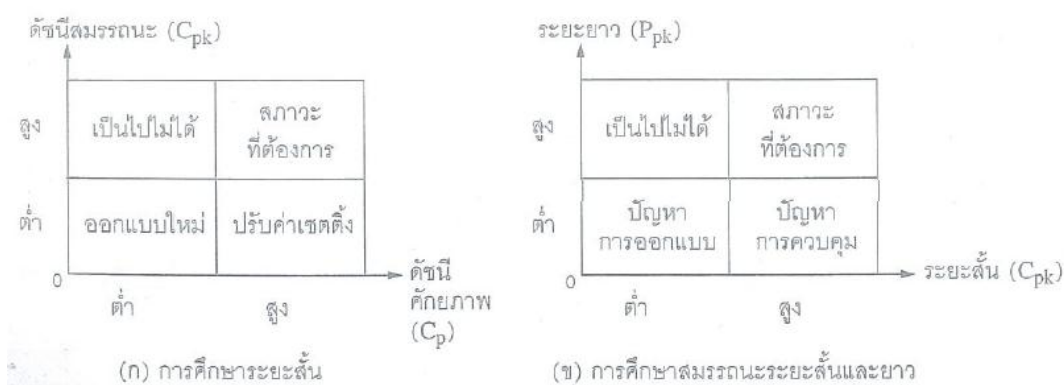 ดัชนีสมรรถนะ (Cpk)
สูง
เป็นไปไม่ได้
สภาวะ
ที่ต้องการ
ต่ำ
ออกแบบใหม่
ปรับค่าเซตติ้ง
0
ต่ำ
สูง
ดัชนี
ศักยภาพ
(Cp)
(ก) การศึกษาระยะสั้น
ระยะยาว (Ppk)
สูง
เป็นไปไม่ได้
สภาวะ
ที่ต้องการ
ต่ำ
ปัญหา
การออกแบบ
ปัญหา
การควบคุม
0
ต่ำ
สูง
ระยะสั้น (Cpk)
(ข) การศึกษาสมรรถนะระยะสั้นและยาว